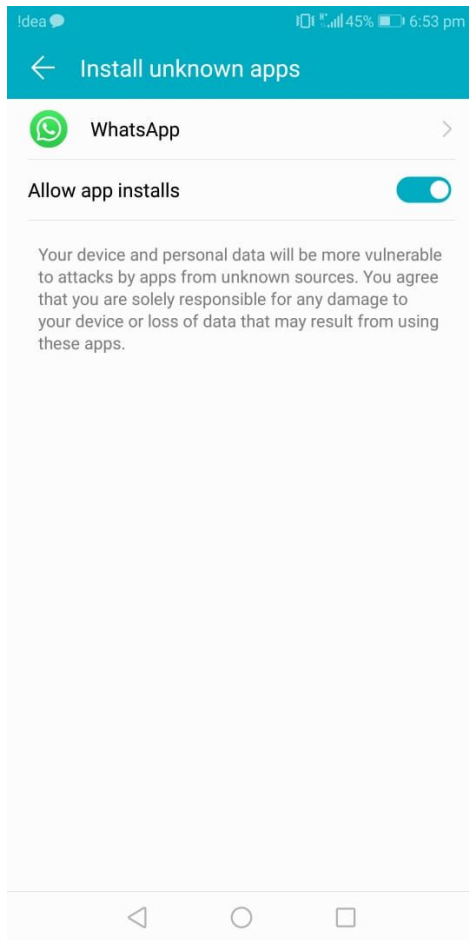 !dea 45% 6:53 pm
Install unknown apps
WhatsApp
Allow app installs
Your device and personal data will be more vulnerable
to attacks by apps from unknown sources. You agree
that you are solely responsible for any damage to
your device or loss of data that may result from using
these apps.